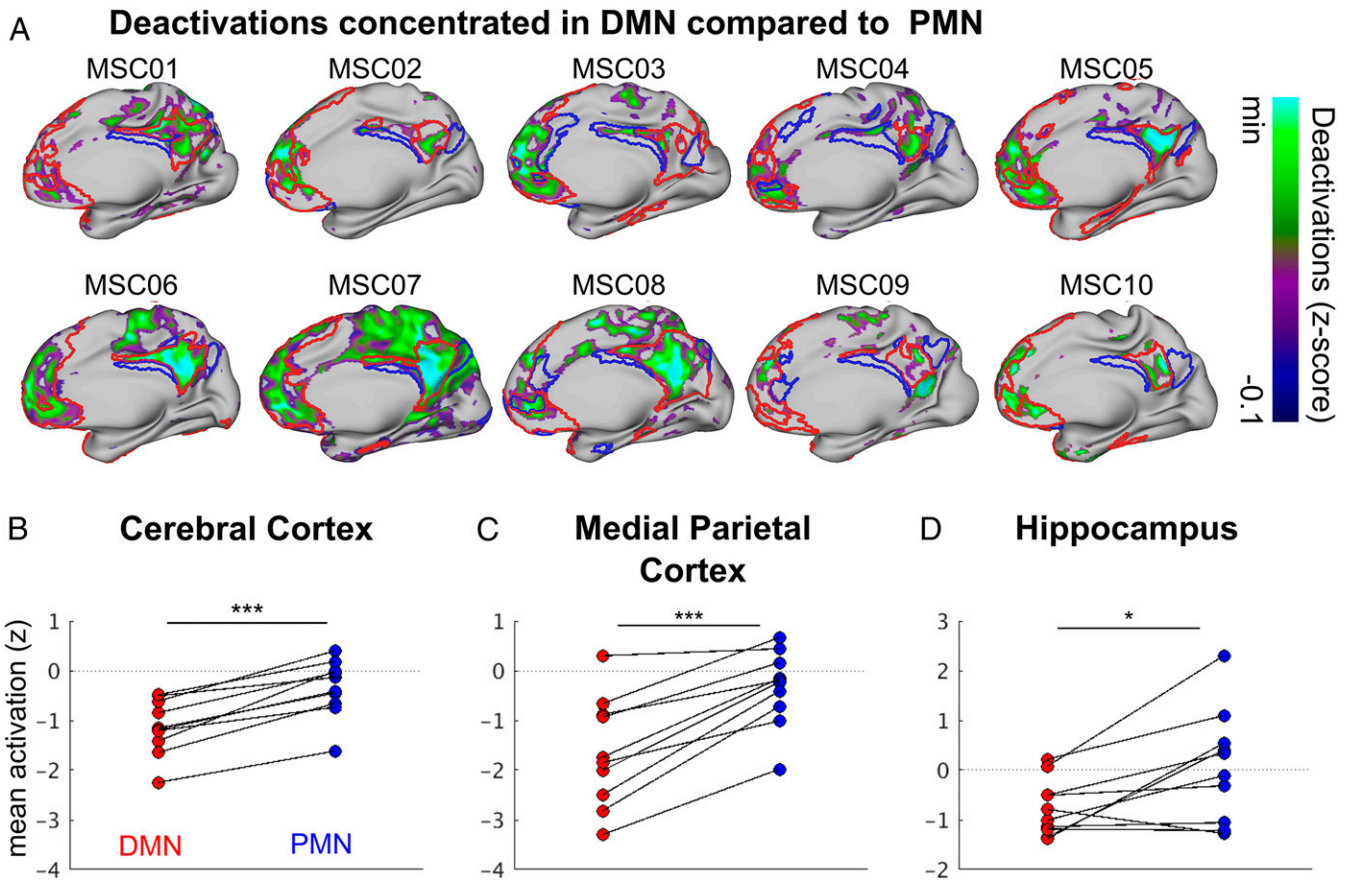 A
Deactivations concentrated in DMN compared to PMN
MSC01
MSC02
MSC03
MSC04
MSC05
MSC06
MSC07
MSC08
MSC09
MSC10
min
-0.1
Deactivations (z-score)
B
Cerebral Cortex
mean activation (z)
1
0
-1
-2
-3
-4
***
DMN
PMN
C
Medial Parietal
Cortex
1
0
-1
-2
-3
-4
***
D
Hippocampus
3
2
1
0
-1
-2
*